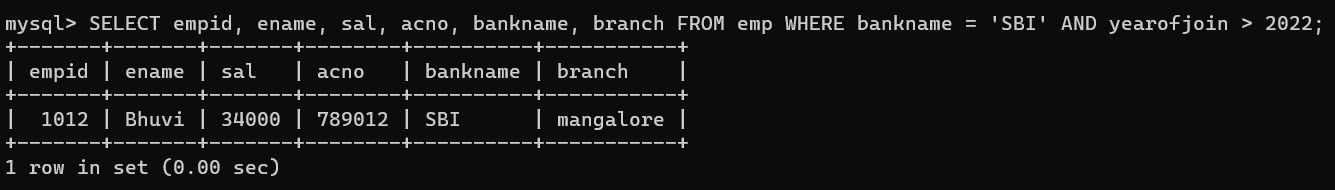 mysql> SELECT empid, ename, sal, acno, bankname, branch FROM emp WHERE bankname = 'SBI' AND yearofjoin > 2022;
+-------+-------+-------+--------+----------+-----------+
| empid | ename | sal   | acno   | bankname | branch    |
+-------+-------+-------+--------+----------+-----------+
|  1012 | Bhuvi | 34000 | 789012 | SBI      | mangalore |
+-------+-------+-------+--------+----------+-----------+
1 row in set (0.00 sec)